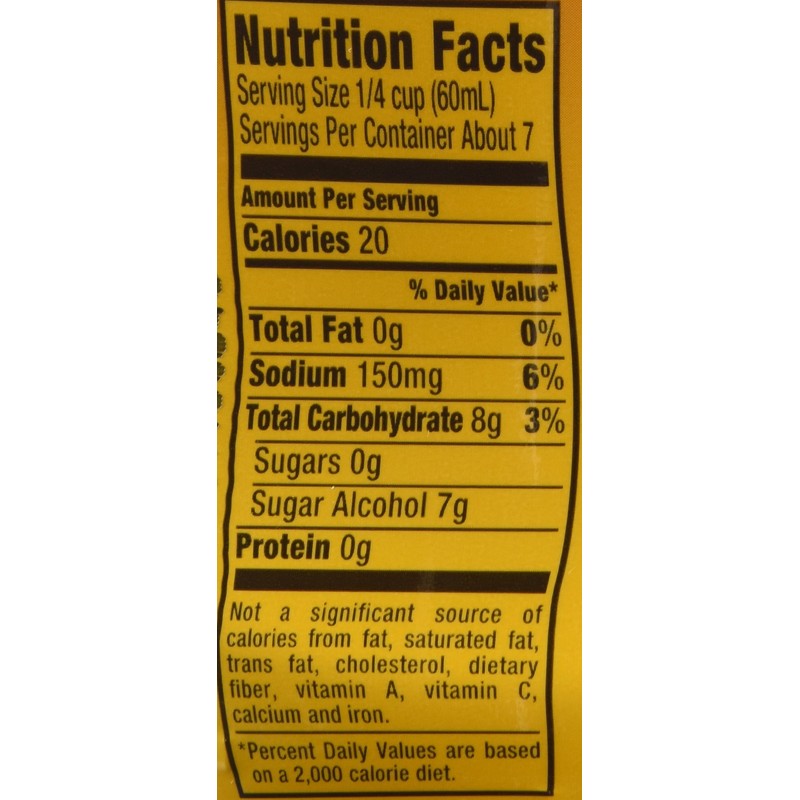 Nutrition Facts
Serving Size 1/4 cup (60mL)
Servings Per Container About 7
Amount Per Serving
Calories 20
% Daily Value*
Total Fat 0g 0%
Sodium 150mg 6%
Total Carbohydrate 8g 3%
Sugars 0g
Sugar Alcohol 7g
Protein 0g
Not a significant source of
calories from fat, saturated fat,
trans fat, cholesterol, dietary
fiber, vitamin A, vitamin C,
calcium and iron.
*Percent Daily Values are based
on a 2,000 calorie diet.